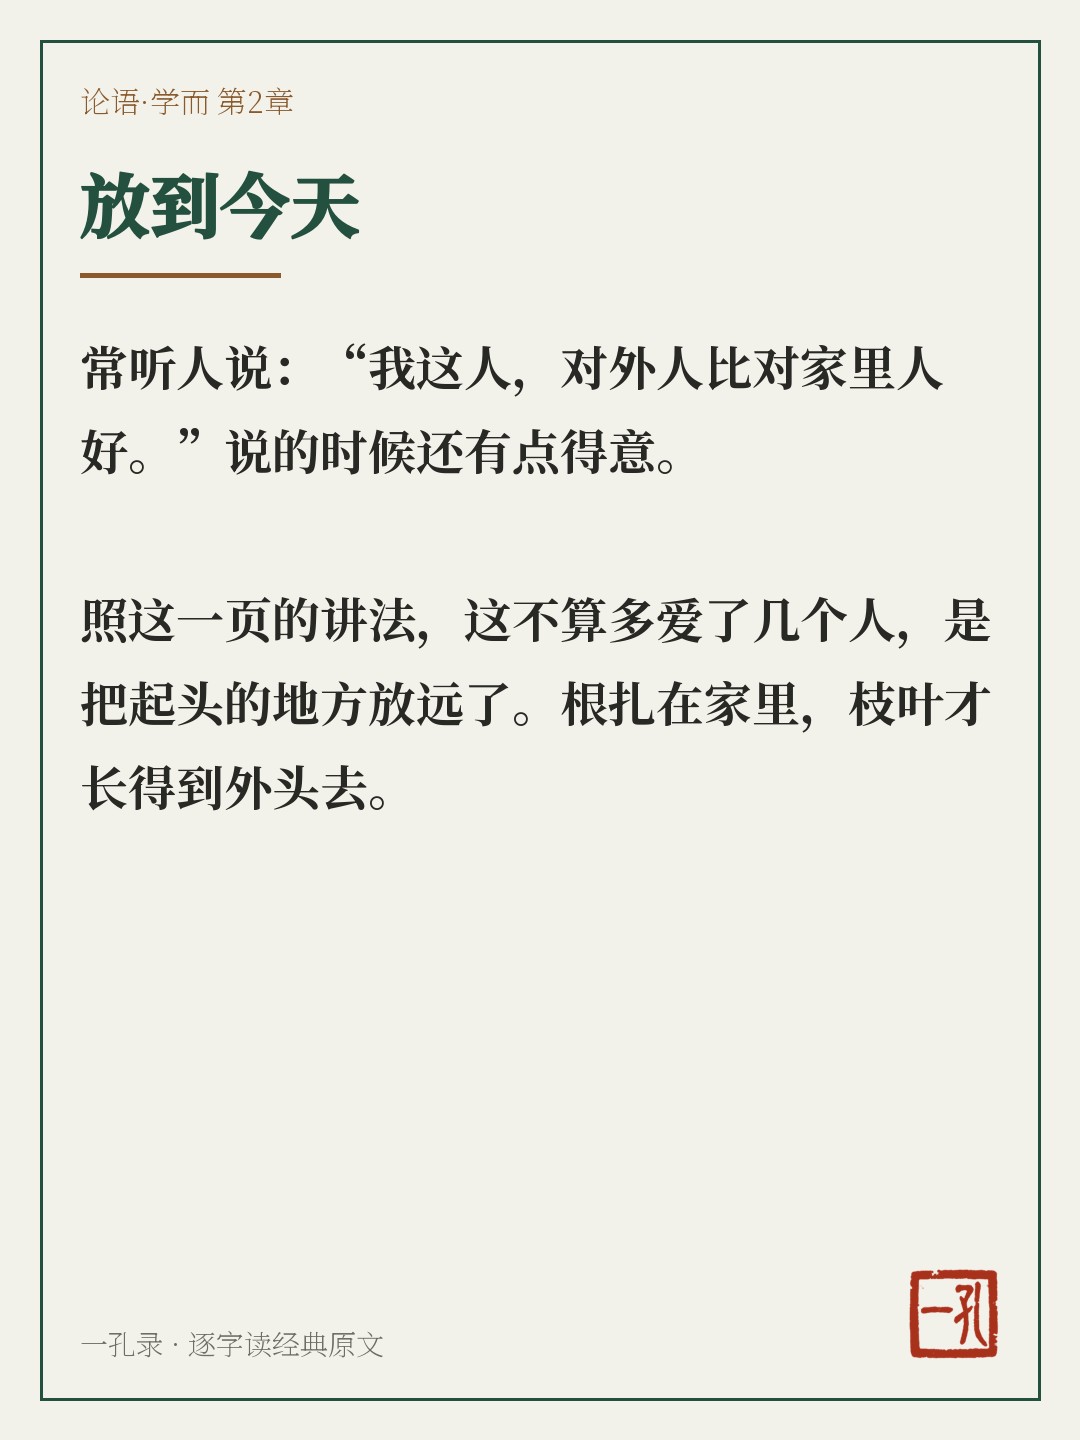 论语·学而 第2章
放到今天
常听人说：“我这人，对外人比对家里人
好。”说的时候还有点得意。
照这一页的讲法，这不算多爱了几个人，是
把起头的地方放远了。根扎在家里，枝叶才
长得到外头去。
一孔
一孔录 · 逐字读经典原文